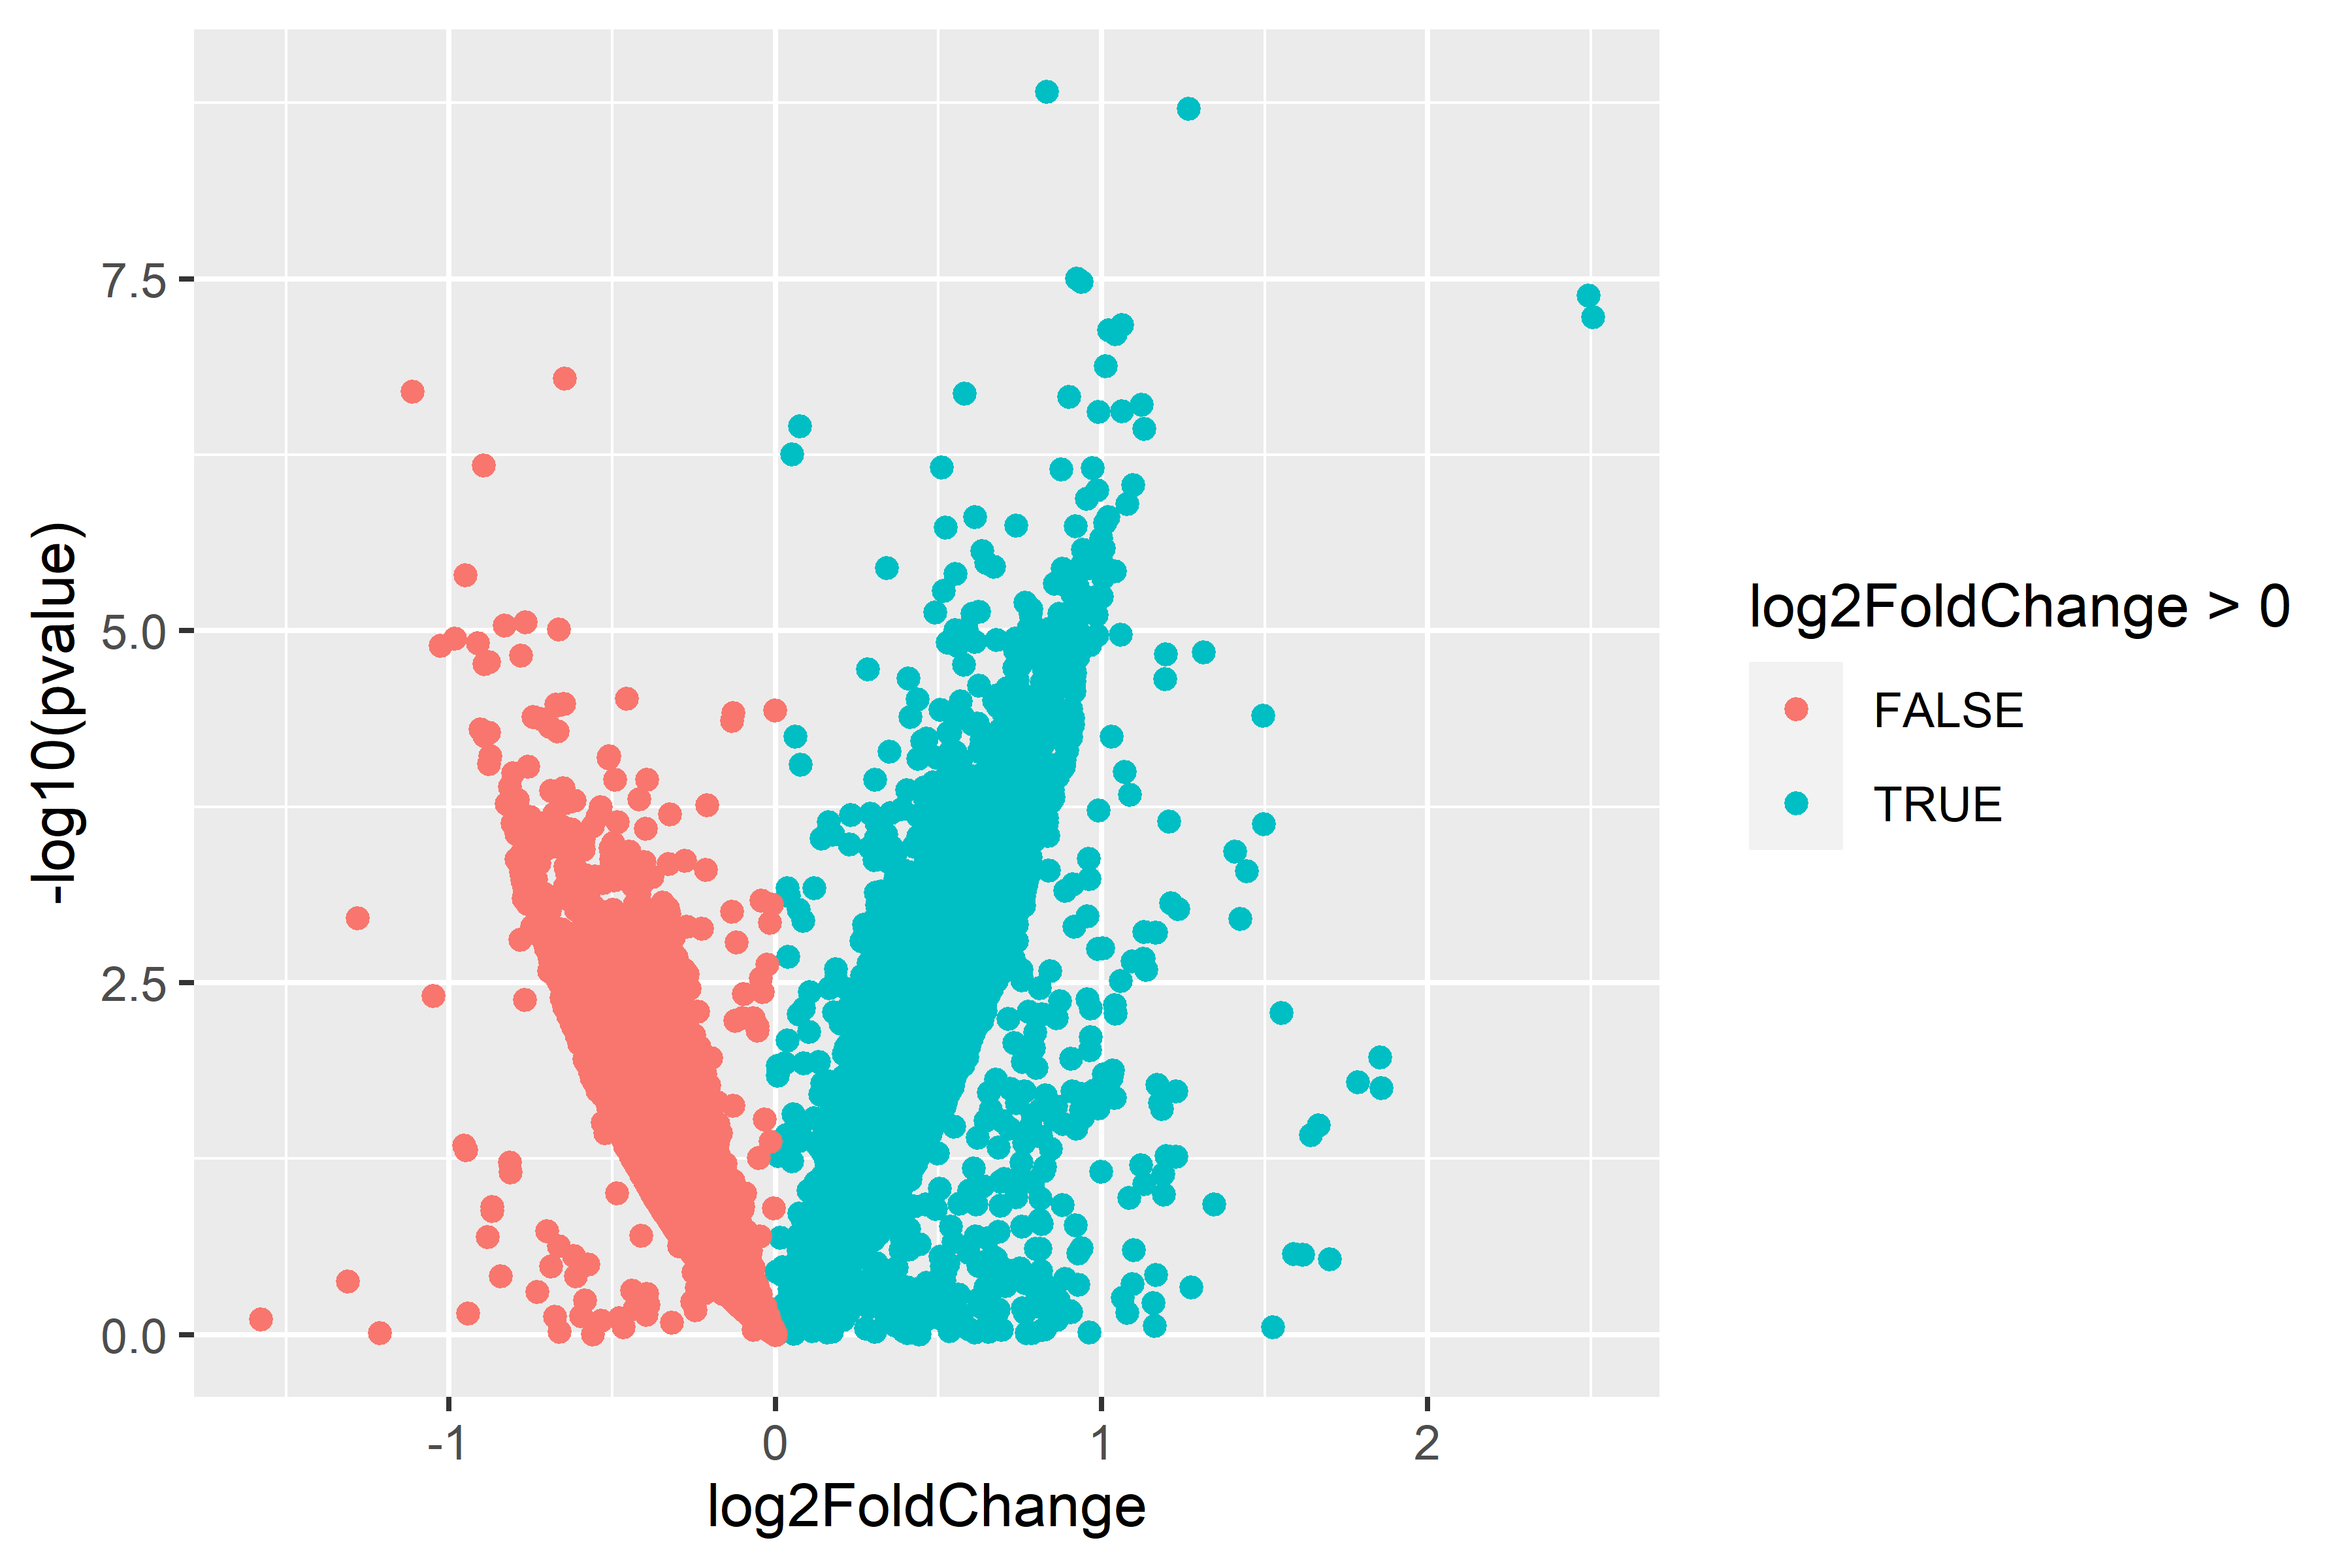 7.5
5.0
2.5
0.0
-log10(pvalue)
-1 0 1 2
log2FoldChange
log2FoldChange > 0
FALSE
TRUE